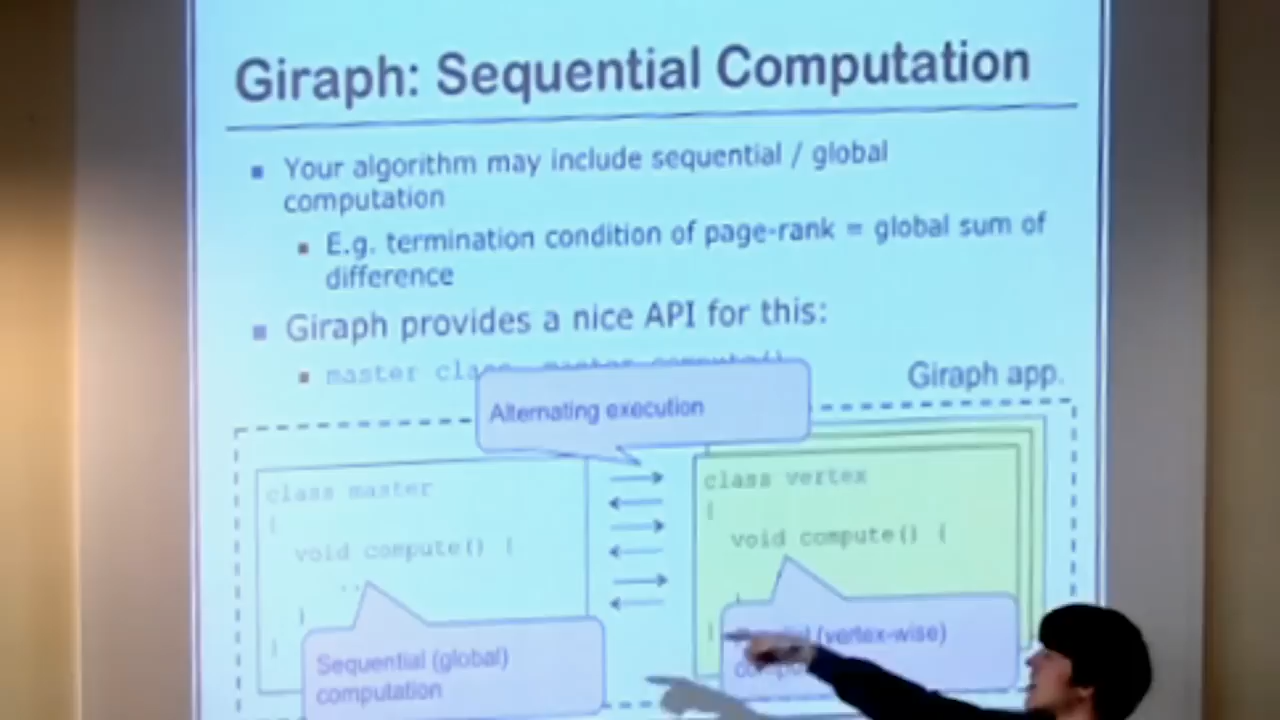 Giraph: Sequential Computation
Your algorithm may include sequential / global
computation
E.g. termination condition of page-rank = global sum of
difference
Giraph provides a nice API for this:
master class, master.compute()
Giraph app.
Alternating execution
class master
{
void compute() {
..
}
}
Sequential (global)
computation
class vertex
{
void compute() {
}
}
(vertex-wise)